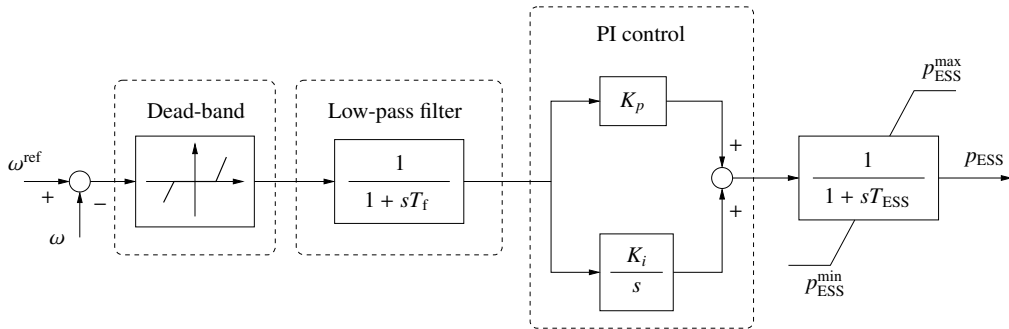 PI control
p_ESS^max
Dead-band
Low-pass filter
K_p
ω^ref
+
−
ω
1
1 + sT_f
+
+
1
1 + sT_ESS
p_ESS
K_i
s
p_ESS^min